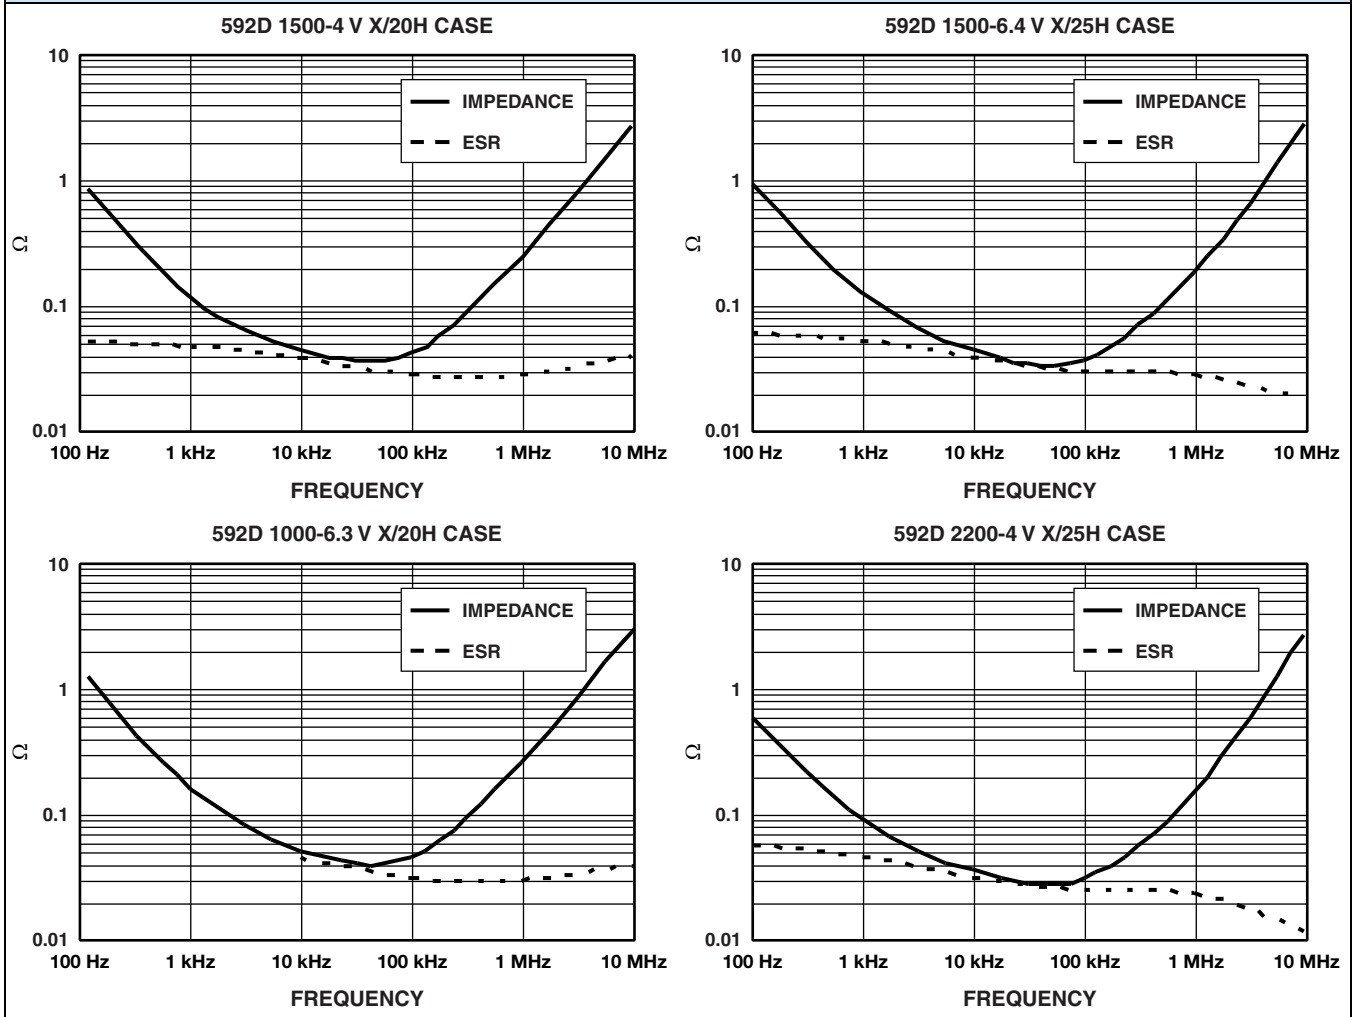 592D 1500-4 V X/20H CASE
10
1
0.1
0.01
Ω
IMPEDANCE
ESR
100 Hz 1 kHz 10 kHz 100 kHz 1 MHz 10 MHz
FREQUENCY
592D 1500-6.4 V X/25H CASE
10
1
0.1
0.01
Ω
IMPEDANCE
ESR
100 Hz 1 kHz 10 kHz 100 kHz 1 MHz 10 MHz
FREQUENCY
592D 1000-6.3 V X/20H CASE
10
1
0.1
0.01
Ω
IMPEDANCE
ESR
100 Hz 1 kHz 10 kHz 100 kHz 1 MHz 10 MHz
FREQUENCY
592D 2200-4 V X/25H CASE
10
1
0.1
0.01
Ω
IMPEDANCE
ESR
100 Hz 1 kHz 10 kHz 100 kHz 1 MHz 10 MHz
FREQUENCY